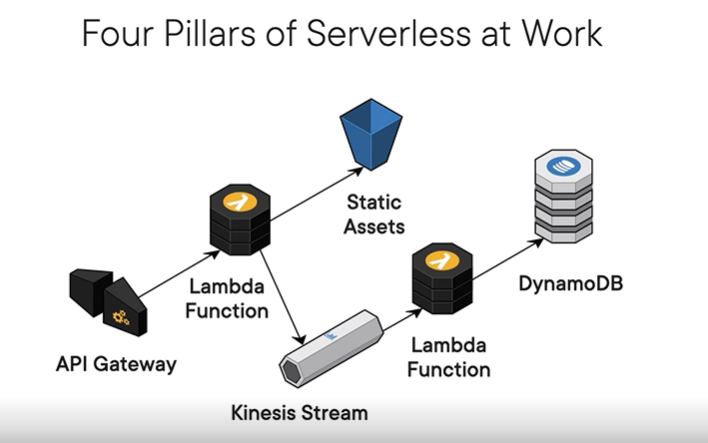 Four Pillars of Serverless at Work
Static
Assets
Lambda
Function
DynamoDB
API Gateway
Lambda
Function
Kinesis Stream